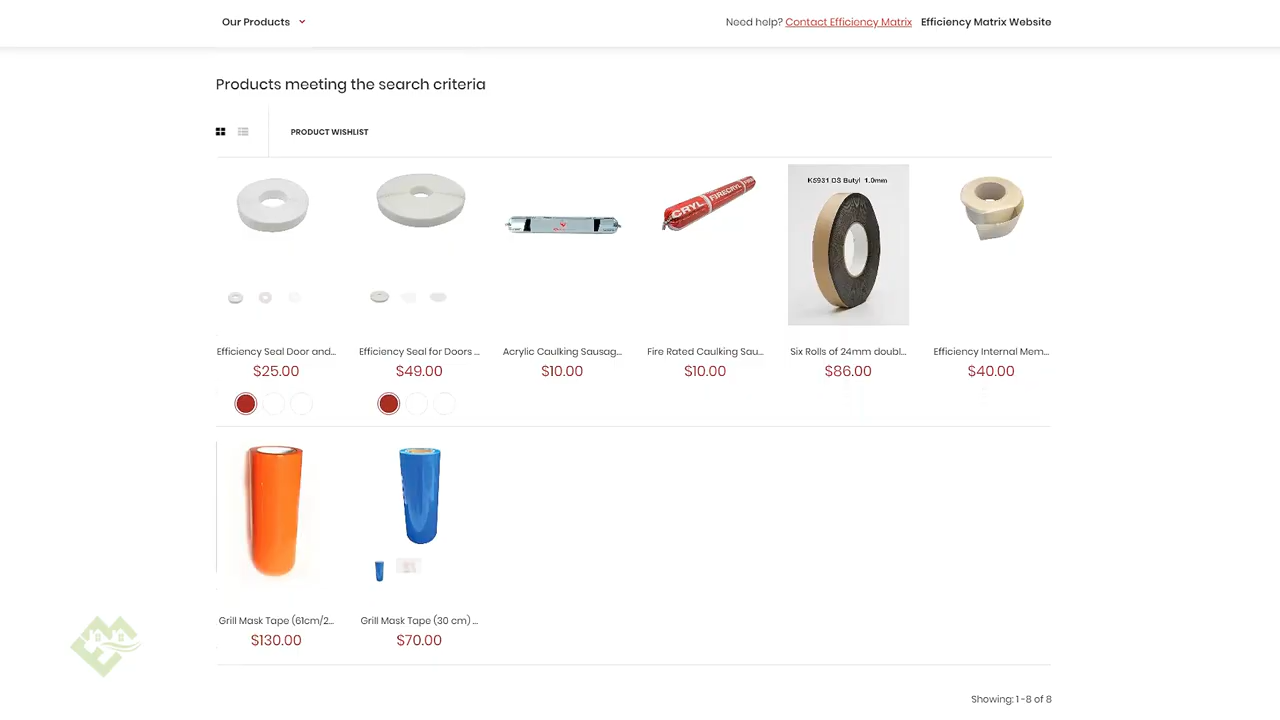 Our Products
Need help? Contact Efficiency Matrix
Efficiency Matrix Website
Products meeting the search criteria
PRODUCT WISHLIST
CRYL FIRECRYL FIRE
K5931 DS Butyl 1.0mm
Efficiency Seal Door and...
Efficiency Seal for Doors ...
Acrylic Caulking Sausag...
Fire Rated Caulking Sau...
Six Rolls of 24mm doubl...
Efficiency Internal Mem...
$25.00
$49.00
$10.00
$10.00
$86.00
$40.00
Grill Mask Tape (61cm/2...
Grill Mask Tape (30 cm) ...
$130.00
$70.00
Showing: 1 -8 of 8